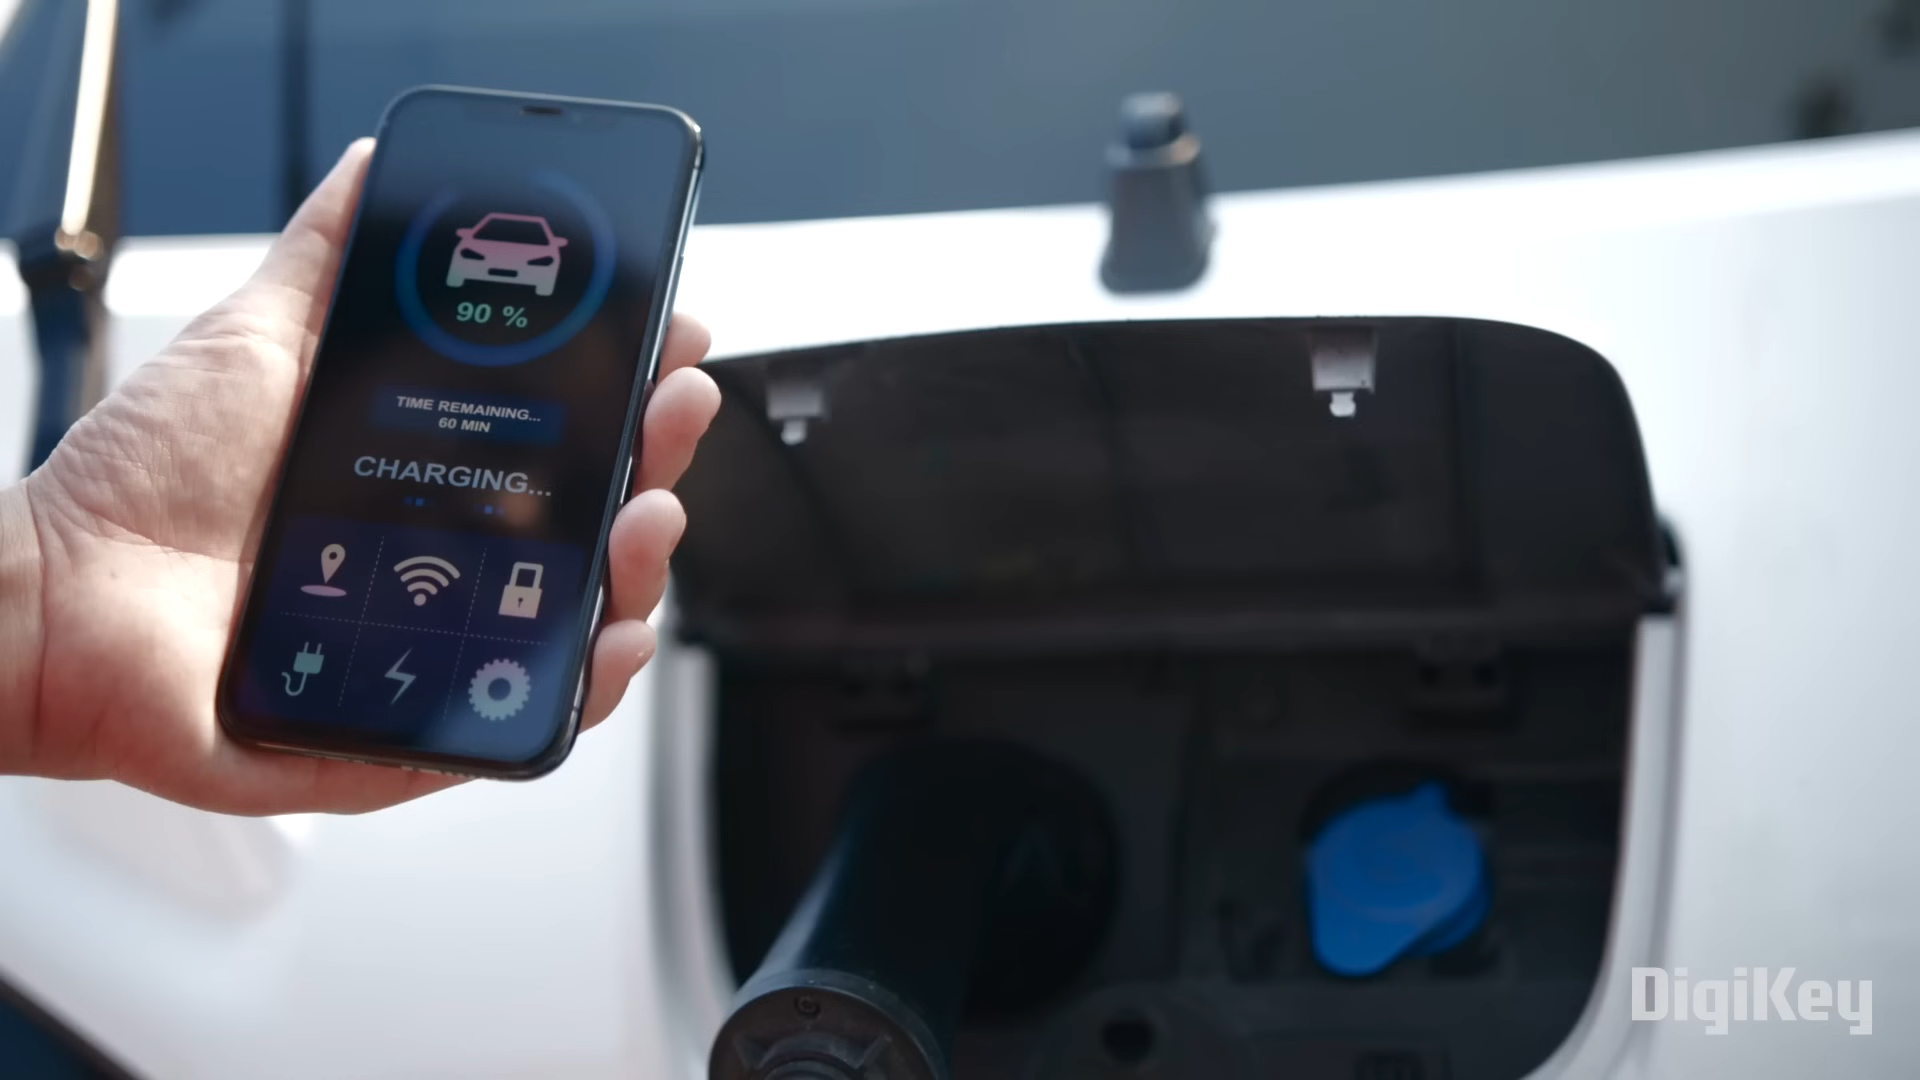 90 %
TIME REMAINING...
60 MIN
CHARGING...
DigiKey